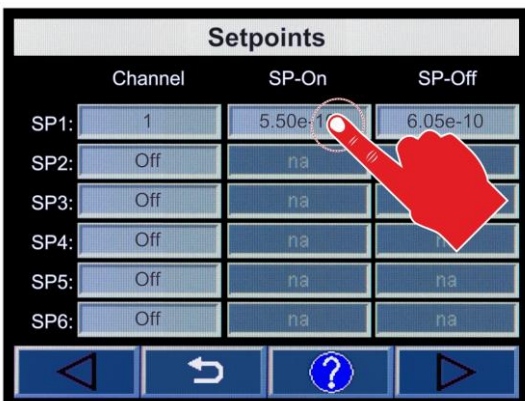 Setpoints
Channel SP-On SP-Off
SP1: 1 6.05e-10
SP2: Off na
SP3: Off na
SP4: Off na
SP5: Off na na
SP6: Off na na
?